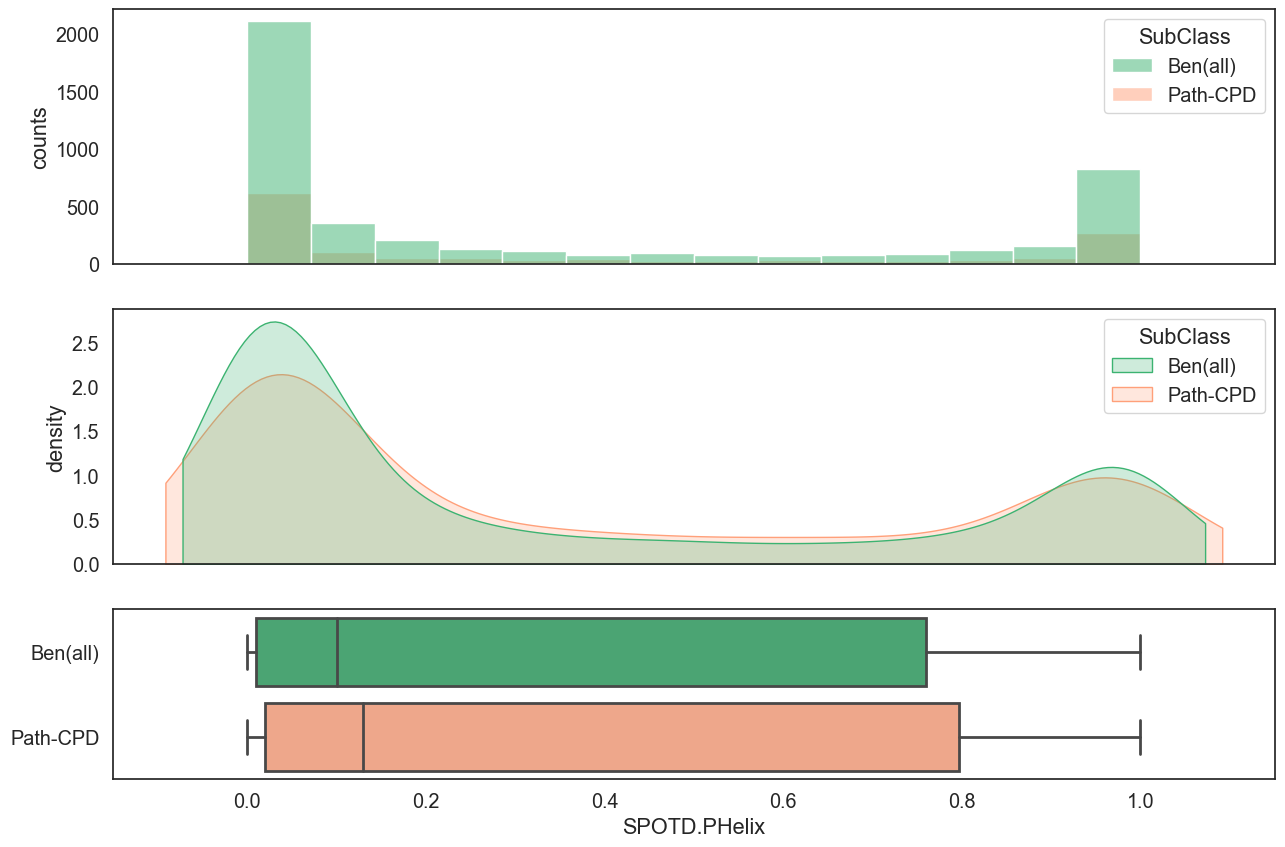 2000
1500
1000
500
0
counts
SubClass
Ben(all)
Path-CPD
2.5
2.0
1.5
1.0
0.5
0.0
density
SubClass
Ben(all)
Path-CPD
Ben(all)
Path-CPD
0.0 0.2 0.4 0.6 0.8 1.0
SPOTD.PHelix